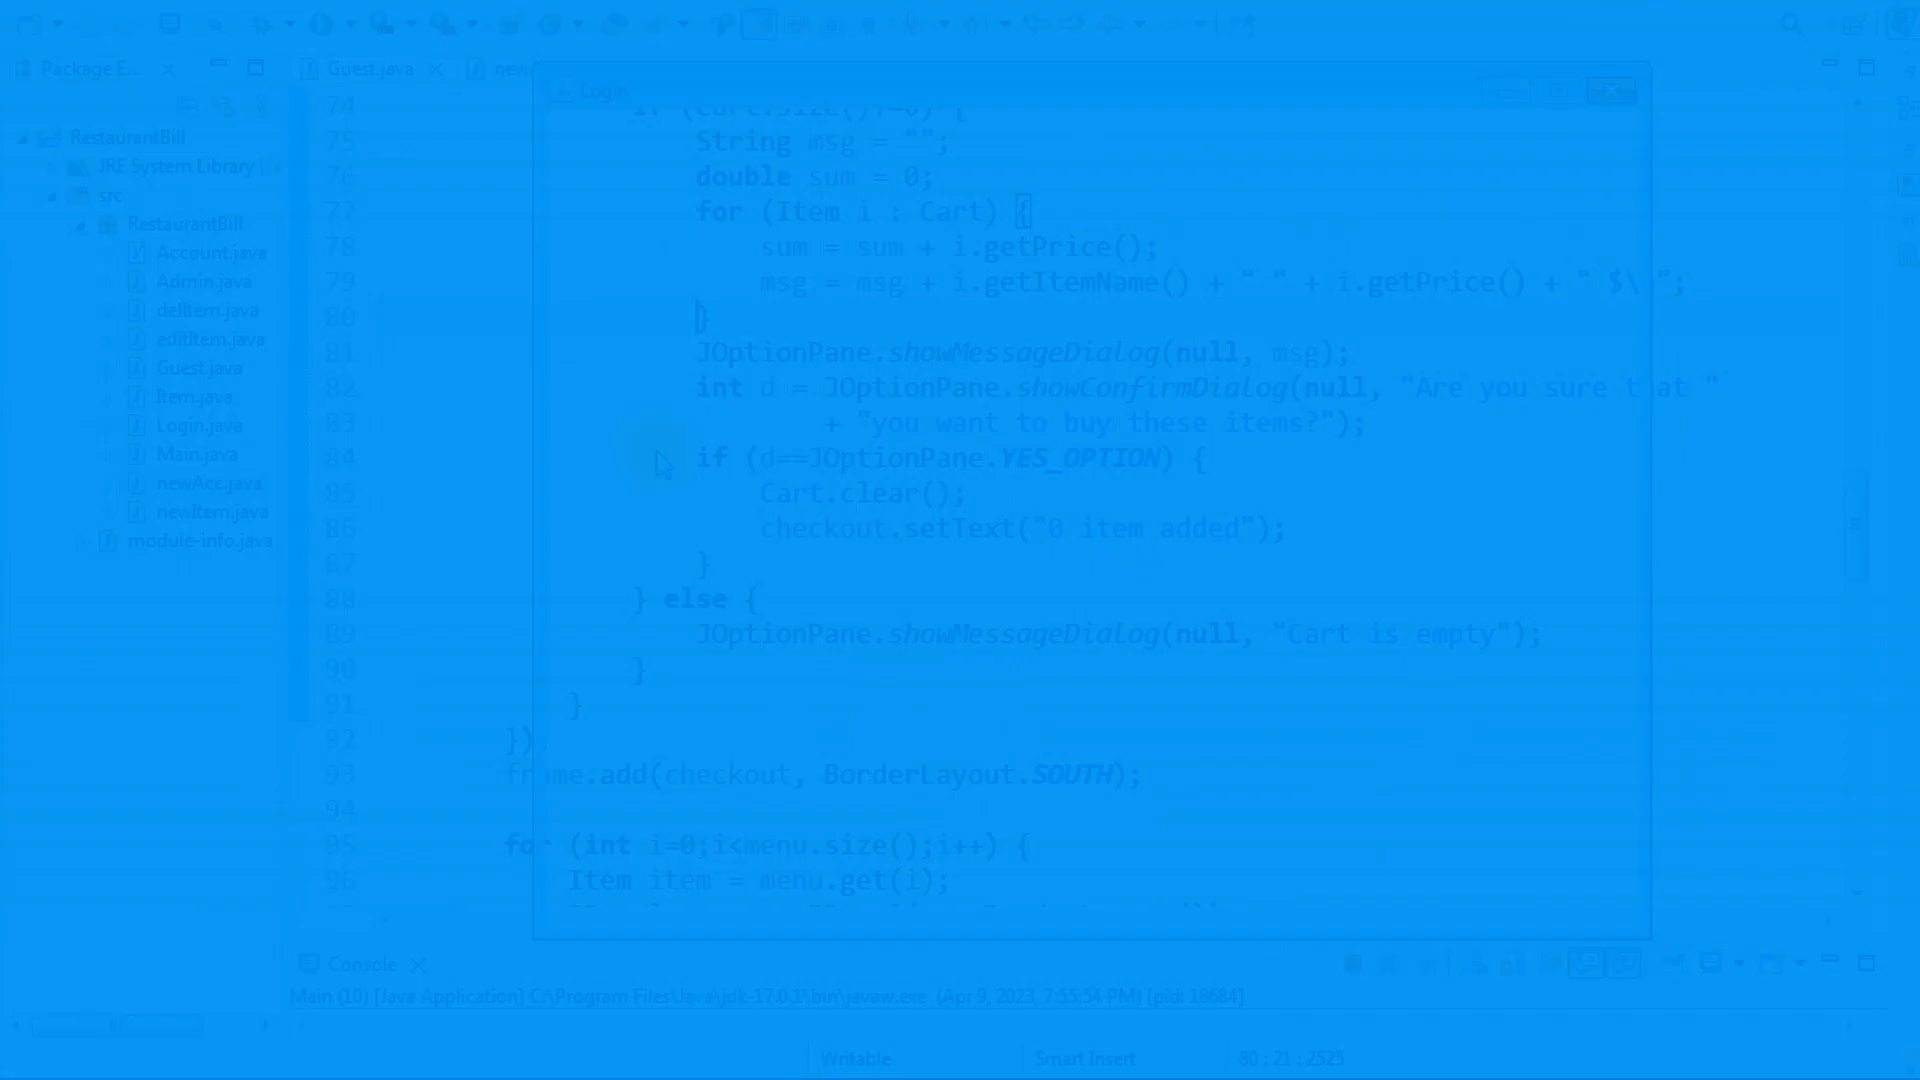 Package E...
Guest.java
Login
RestaurantBill
JRE System Library
src
RestaurantBill
Account.java
Admin.java
delItem.java
editItem.java
Guest.java
Item.java
Login.java
Main.java
newAcc.java
newItem.java
module-info.java
74 if (Cart.size()!=0) {
75 String msg = "";
76 double sum = 0;
77 for (Item i : Cart) {
78 sum = sum + i.getPrice();
79 msg = msg + i.getItemName() + " " + i.getPrice() + " $\ ";
80 }
81 JOptionPane.showMessageDialog(null, msg);
82 int d = JOptionPane.showConfirmDialog(null, "Are you sure that "
83 + "you want to buy these items?");
84 if (d==JOptionPane.YES_OPTION) {
85 Cart.clear();
86 checkout.setText("0 item added");
87 }
88 } else {
89 JOptionPane.showMessageDialog(null, "Cart is empty");
90 }
91 }
92 })
93 frame.add(checkout, BorderLayout.SOUTH);
94
95 for (int i=0;i<menu.size();i++) {
96 Item item = menu.get(i);
Console
Main (10) [Java Application] C:\Program Files\Java\jdk-17.0.1\bin\javaw.exe (Apr 9, 2023, 7:55:54 PM) [pid: 18684]
Writable
Smart Insert
80 : 21 : 2525